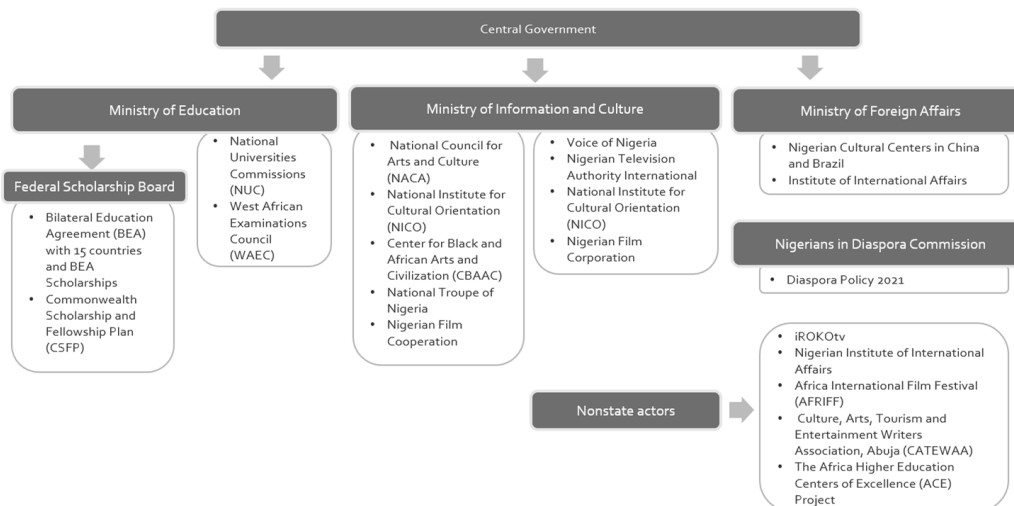 Central Government
Ministry of Education
Federal Scholarship Board
• Bilateral Education
Agreement (BEA)
with 15 countries
and BEA
Scholarships
• Commonwealth
Scholarship and
Fellowship Plan
(CSFP)
• National
Universities
Commissions
(NUC)
• West African
Examinations
Council
(WAEC)
Ministry of Information and Culture
• National Council for
Arts and Culture
(NACA)
• National Institute for
Cultural Orientation
(NICO)
• Center for Black and
African Arts and
Civilization (CBAAC)
• National Troupe of
Nigeria
• Nigerian Film
Cooperation
• Voice of Nigeria
• Nigerian Television
Authority International
• National Institute for
Cultural Orientation
(NICO)
• Nigerian Film
Corporation
Ministry of Foreign Affairs
• Nigerian Cultural Centers in China
and Brazil
• Institute of International Affairs
Nigerians in Diaspora Commission
• Diaspora Policy 2021
Nonstate actors
• iROKOtv
• Nigerian Institute of International
Affairs
• Africa International Film Festival
(AFRIFF)
• Culture, Arts, Tourism and
Entertainment Writers
Association, Abuja (CATEWAA)
• The Africa Higher Education
Centers of Excellence (ACE)
Project